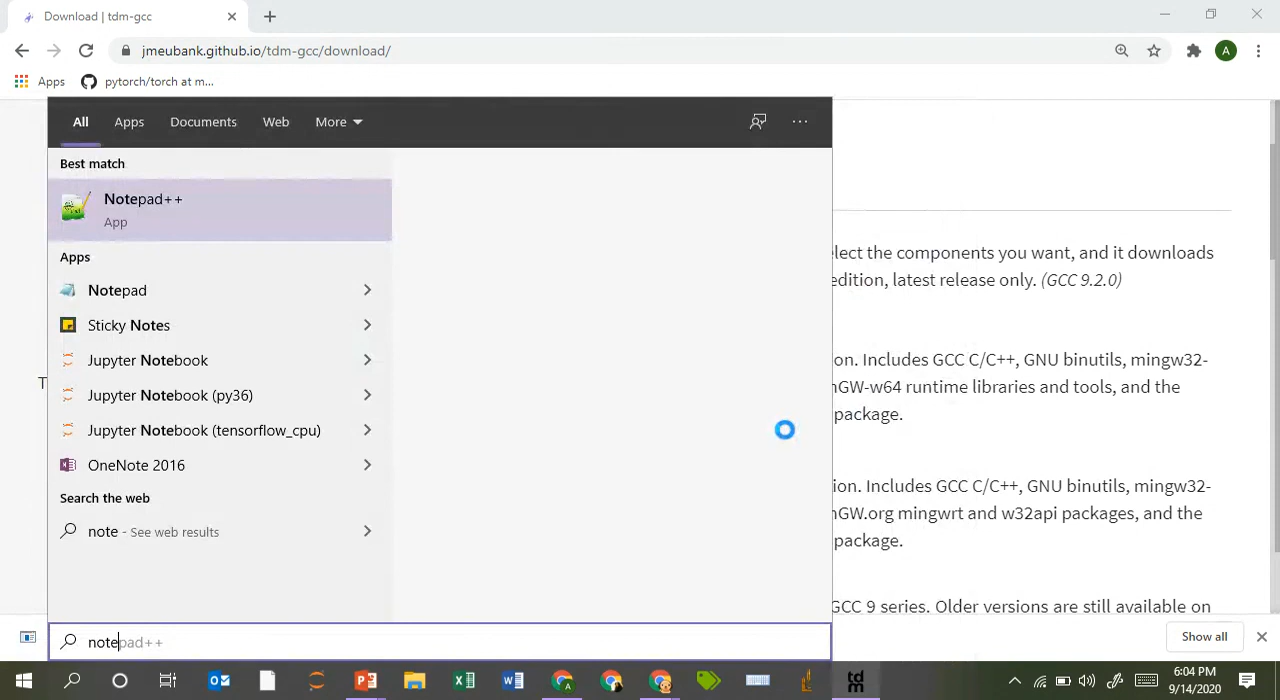 Download | tdm-gcc
jmeubank.github.io/tdm-gcc/download/
A
Apps
pytorch/torch at m...
All
Apps
Documents
Web
More
Best match
Notepad++
App
Apps
Notepad
Sticky Notes
Jupyter Notebook
Jupyter Notebook (py36)
Jupyter Notebook (tensorflow_cpu)
OneNote 2016
Search the web
note - See web results
notepad++
T
elect the components you want, and it downloads
edition, latest release only. (GCC 9.2.0)
on. Includes GCC C/C++, GNU binutils, mingw32-
nGW-w64 runtime libraries and tools, and the
package.
ion. Includes GCC C/C++, GNU binutils, mingw32-
nGW.org mingwrt and w32api packages, and the
package.
GCC 9 series. Older versions are still available on
Show all
tdm
6:04 PM
9/14/2020